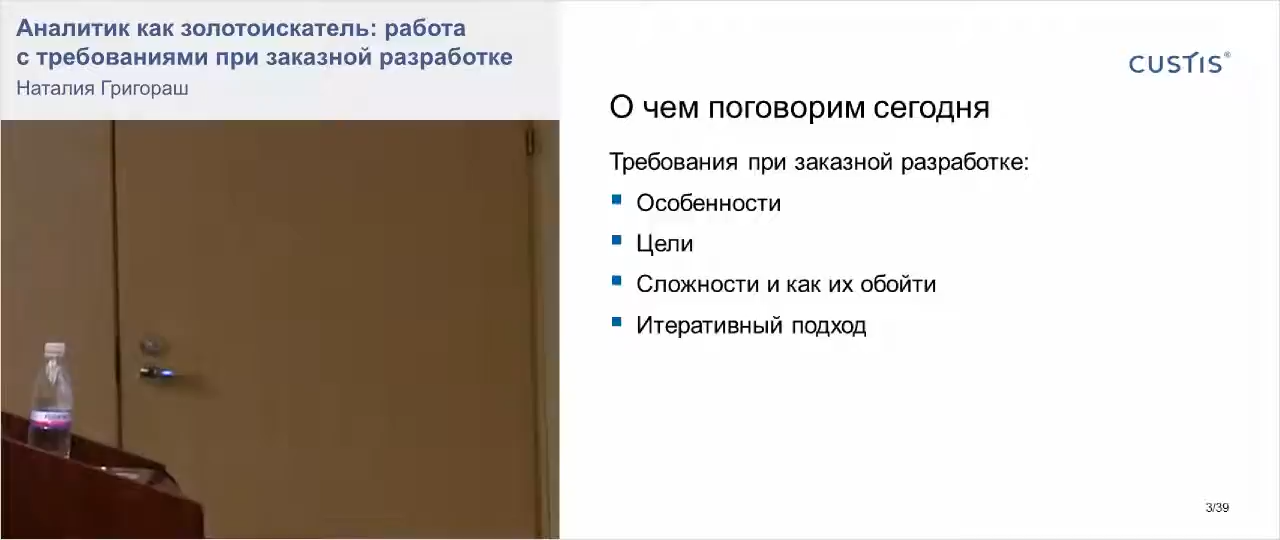 Аналитик как золотоискатель: работа
с требованиями при заказной разработке
Наталия Григораш
CUSTIS®
О чем поговорим сегодня
Требования при заказной разработке:
Особенности
Цели
Сложности и как их обойти
Итеративный подход
3/39